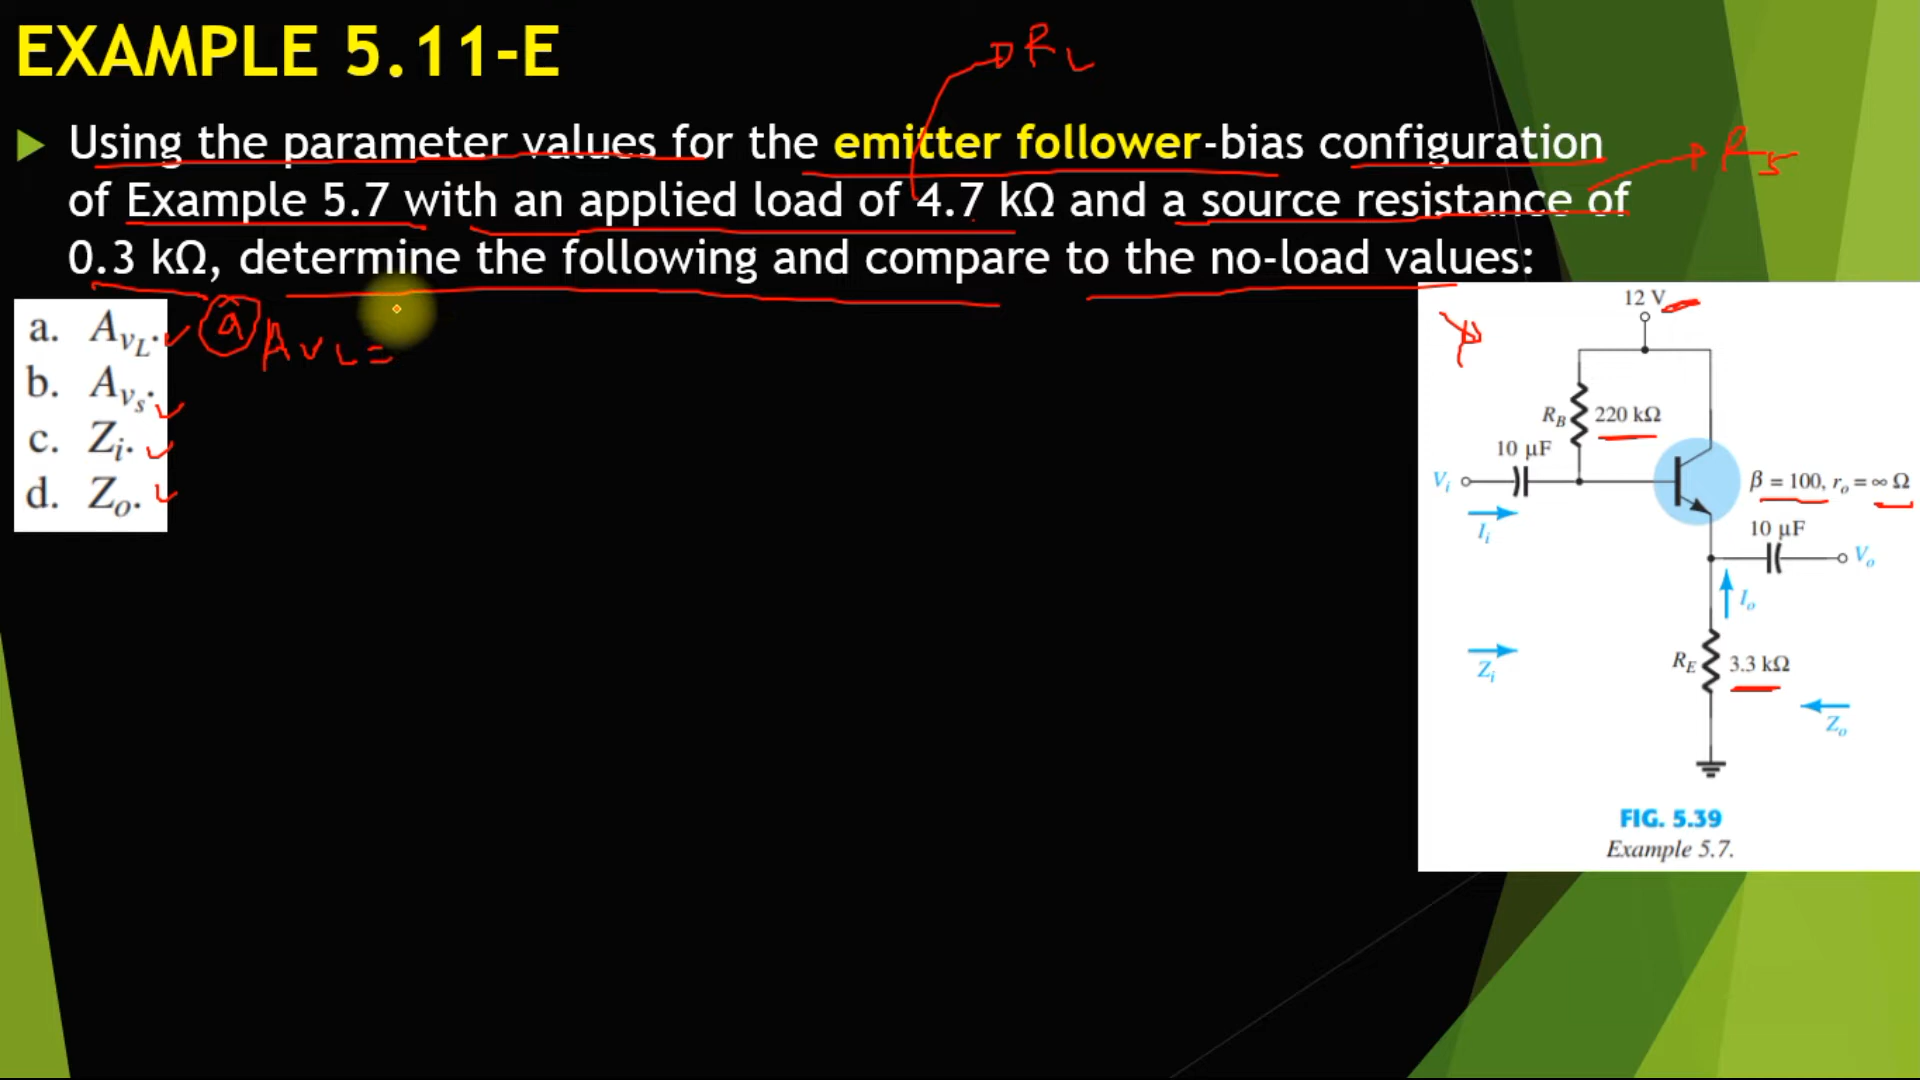 EXAMPLE 5.11-E
RL
Using the parameter values for the emitter follower-bias configuration
Rs
of Example 5.7 with an applied load of 4.7 kΩ and a source resistance of
0.3 kΩ, determine the following and compare to the no-load values:
a. AvL.
b. Avs.
c. Zi.
d. Zo.
a AVL=
12 V
RB 220 kΩ
10 μF
Vi
Ii
β = 100, ro = ∞ Ω
10 μF
Vo
Io
Zi
RE 3.3 kΩ
Zo
FIG. 5.39
Example 5.7.